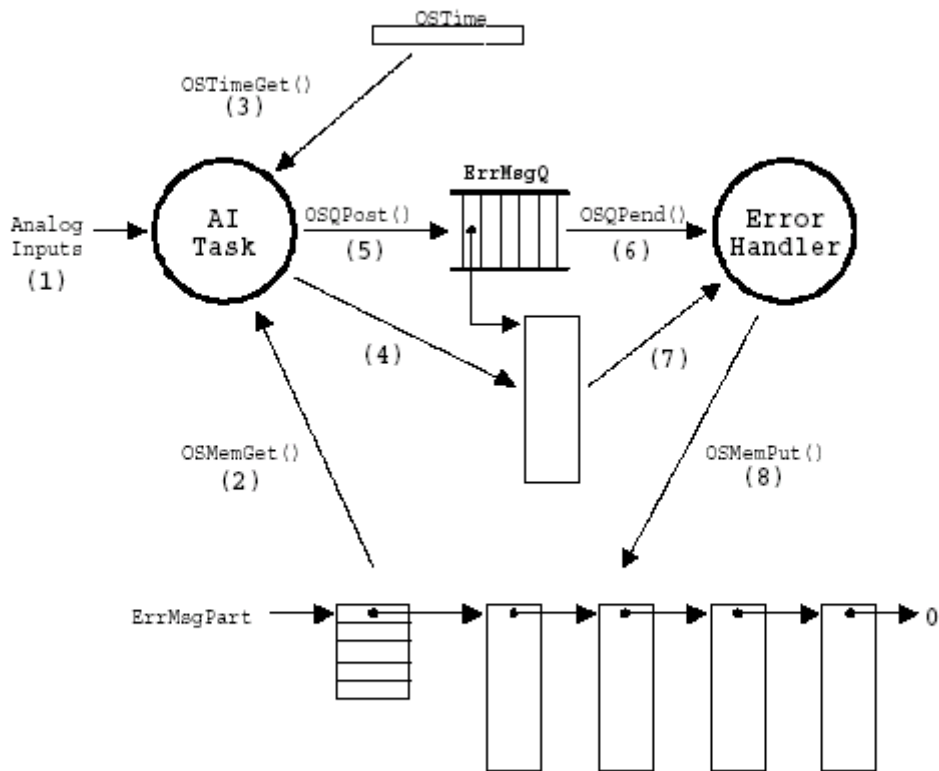 OSTime
OSTimeGet()
(3)
ErrMsgQ
Analog
Inputs
(1)
AI
Task
OSQPost()
(5)
OSQPend()
(6)
Error
Handler
(4)
(7)
OSMemGet()
(2)
OSMemPut()
(8)
ErrMsgPart
0